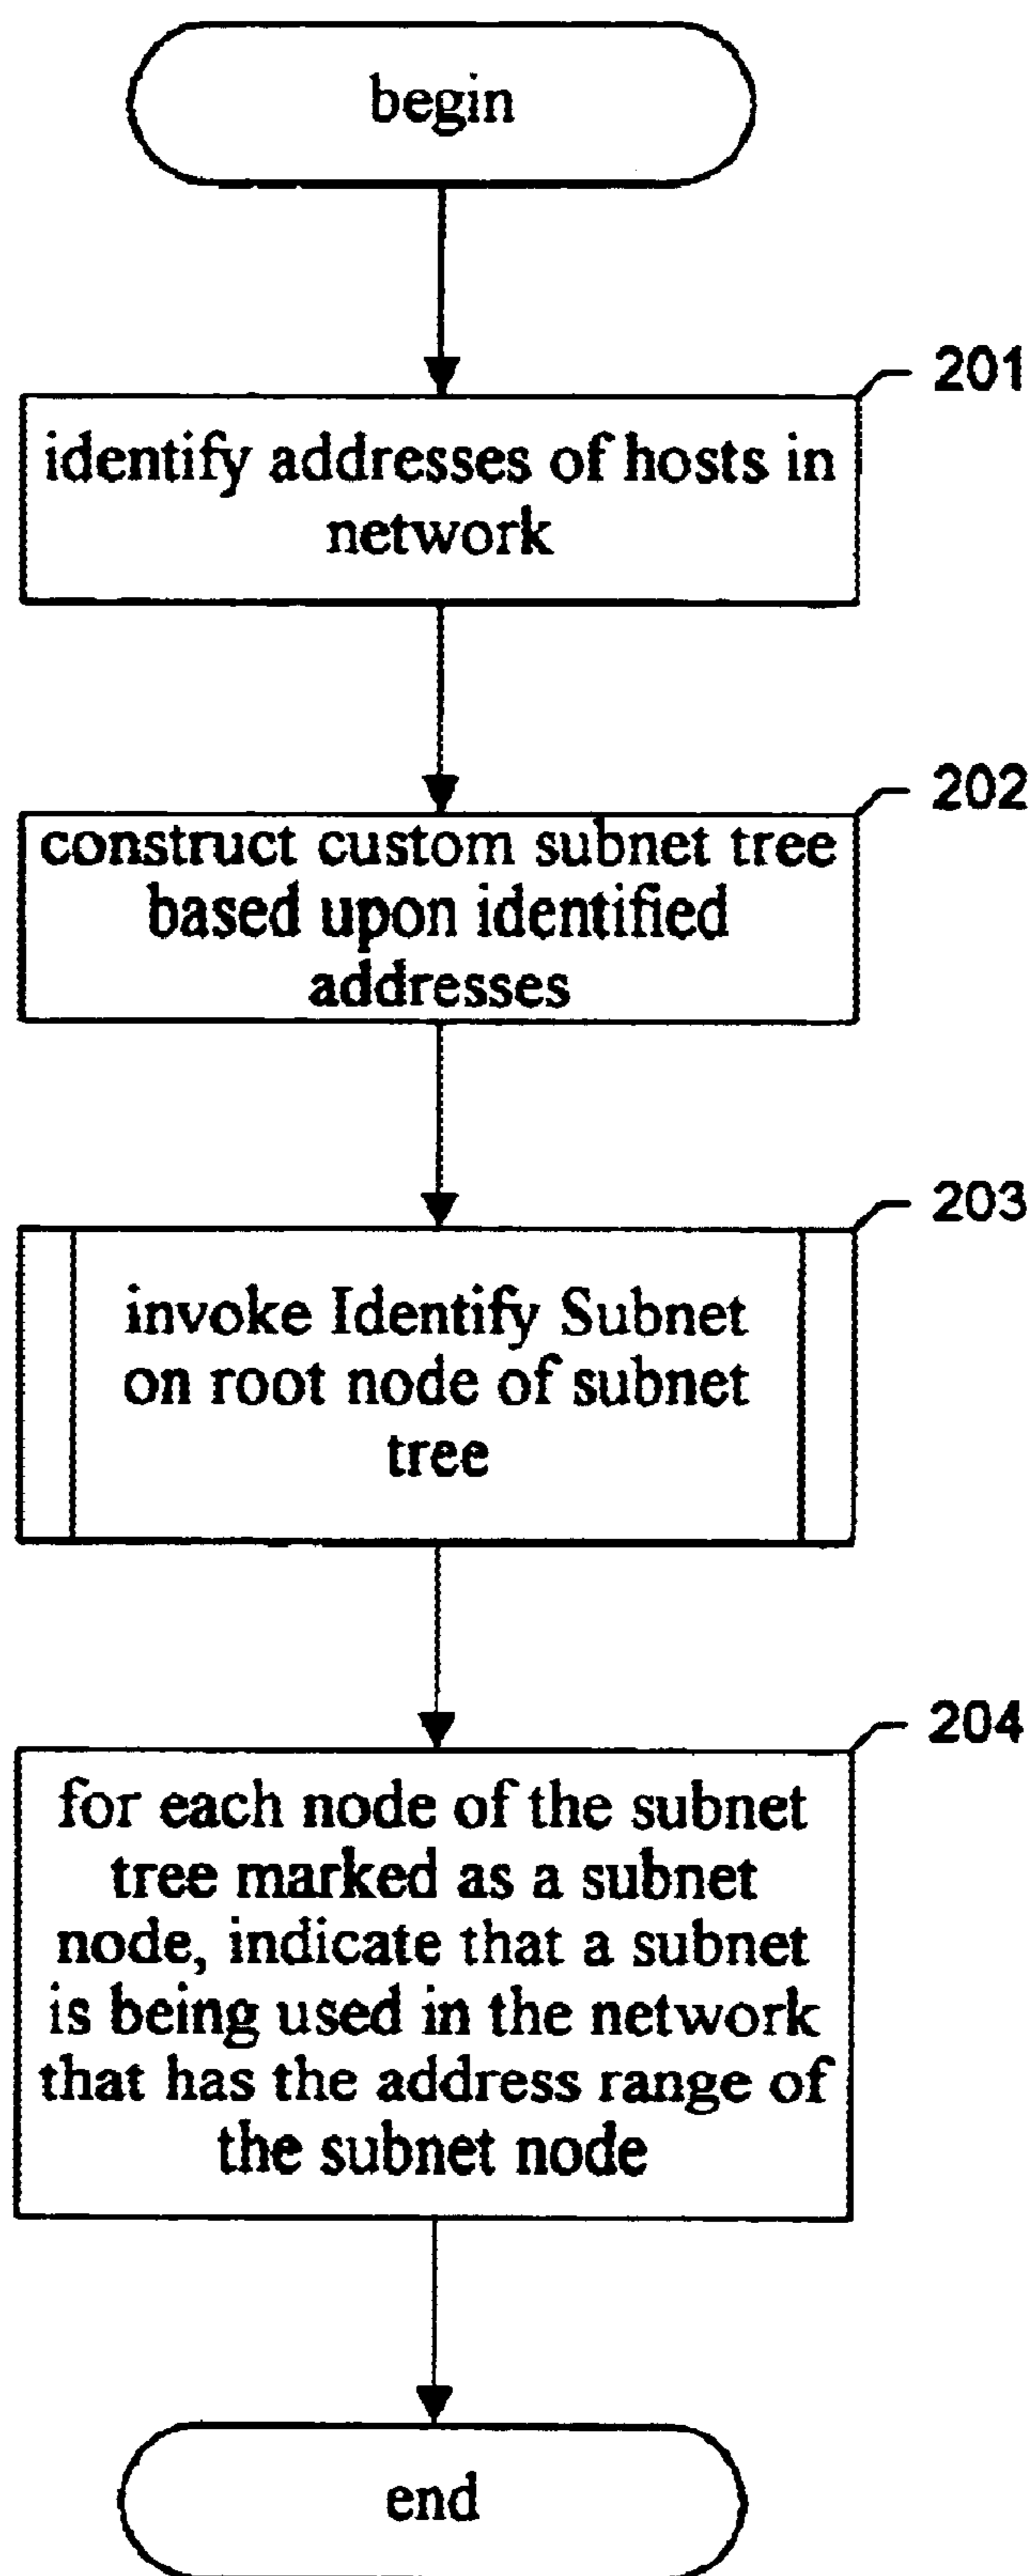 begin
201
identify addresses of hosts in
network
202
construct custom subnet tree
based upon identified
addresses
203
invoke Identify Subnet
on root node of subnet
tree
204
for each node of the subnet
tree marked as a subnet
node, indicate that a subnet
is being used in the network
that has the address range of
the subnet node
end